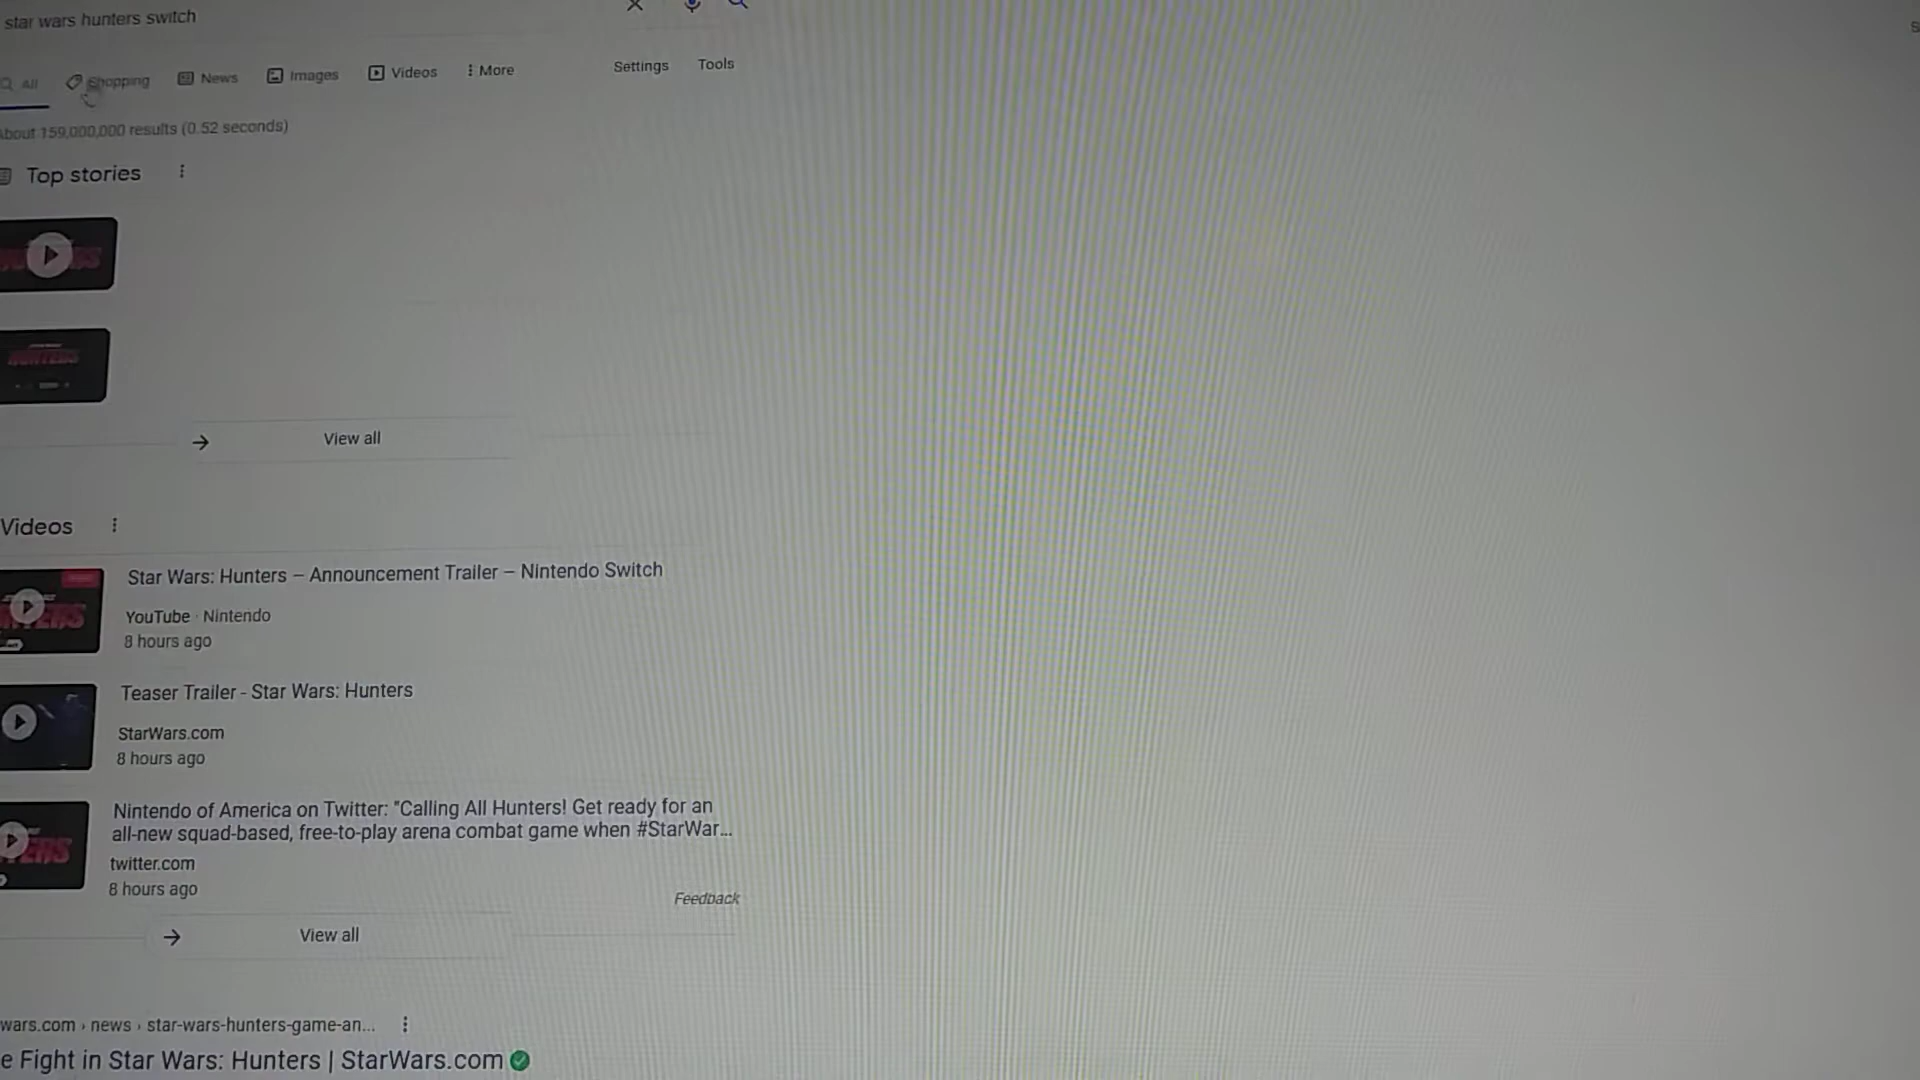 star wars hunters switch
All Shopping News Images Videos More Settings Tools
About 159,000,000 results (0.52 seconds)
Top stories
HUNTERS
View all
Videos
Star Wars: Hunters – Announcement Trailer – Nintendo Switch
YouTube · Nintendo
8 hours ago
Teaser Trailer - Star Wars: Hunters
StarWars.com
8 hours ago
Nintendo of America on Twitter: "Calling All Hunters! Get ready for an
all-new squad-based, free-to-play arena combat game when #StarWar...
twitter.com
8 hours ago
Feedback
View all
wars.com › news › star-wars-hunters-game-an...
e Fight in Star Wars: Hunters | StarWars.com